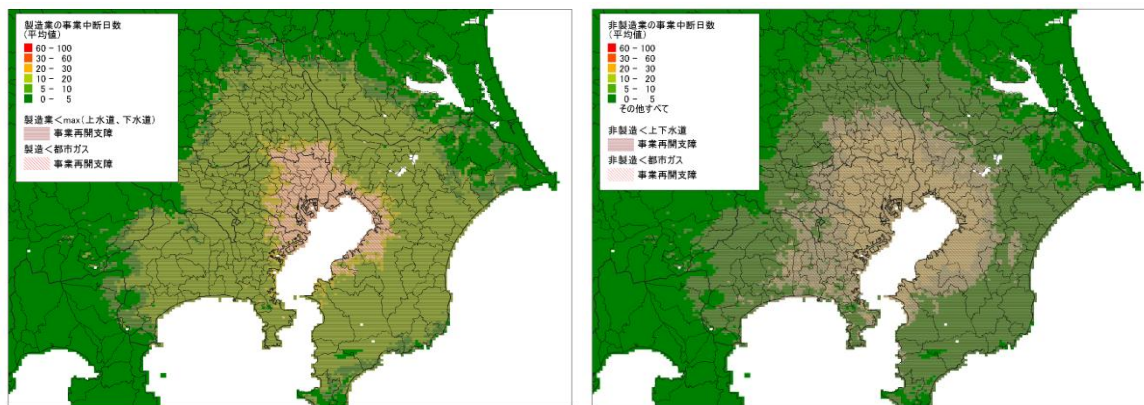 製造業の事業中断日数
(平均値)
60 - 100
30 - 60
20 - 30
10 - 20
5 - 10
0 - 5
製造業<max(上水道、下水道)
事業再開支障
製造<都市ガス
事業再開支障
非製造業の事業中断日数
(平均値)
60 - 100
30 - 60
20 - 30
10 - 20
5 - 10
0 - 5
その他すべて
非製造<上下水道
事業再開支障
非製造<都市ガス
事業再開支障